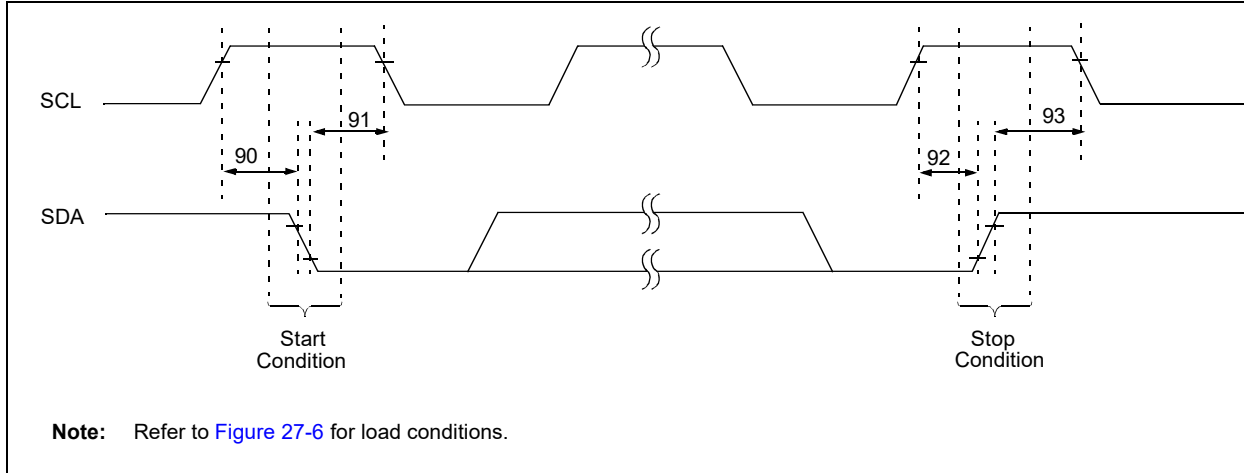 SCL
91
93
90
92
SDA
Start
Condition
Stop
Condition
Note: Refer to Figure 27-6 for load conditions.